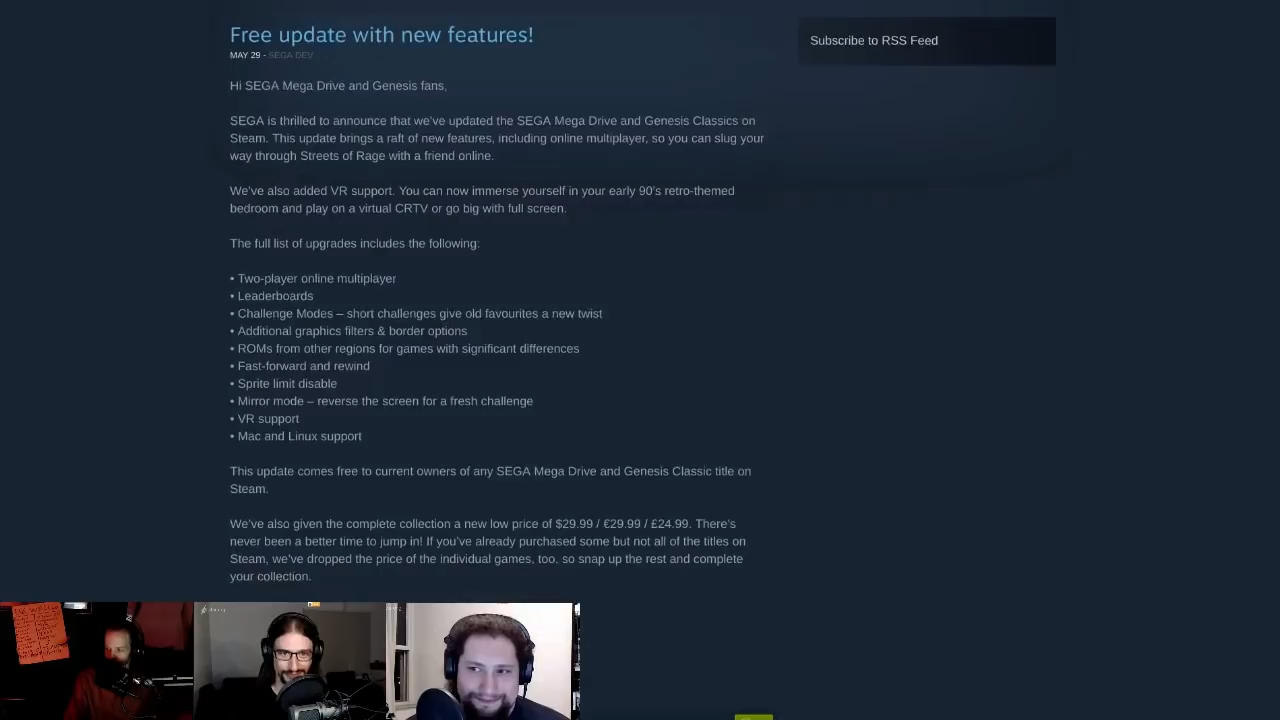 Free update with new features!
Subscribe to RSS Feed
MAY 29 - SEGA DEV
Hi SEGA Mega Drive and Genesis fans,
SEGA is thrilled to announce that we've updated the SEGA Mega Drive and Genesis Classics on
Steam. This update brings a raft of new features, including online multiplayer, so you can slug your
way through Streets of Rage with a friend online.
We've also added VR support. You can now immerse yourself in your early 90's retro-themed
bedroom and play on a virtual CRTV or go big with full screen.
The full list of upgrades includes the following:
• Two-player online multiplayer
• Leaderboards
• Challenge Modes – short challenges give old favourites a new twist
• Additional graphics filters & border options
• ROMs from other regions for games with significant differences
• Fast-forward and rewind
• Sprite limit disable
• Mirror mode – reverse the screen for a fresh challenge
• VR support
• Mac and Linux support
This update comes free to current owners of any SEGA Mega Drive and Genesis Classic title on
Steam.
We've also given the complete collection a new low price of $29.99 / €29.99 / £24.99. There's
never been a better time to jump in! If you've already purchased some but not all of the titles on
Steam, we've dropped the price of the individual games, too, so snap up the rest and complete
your collection.